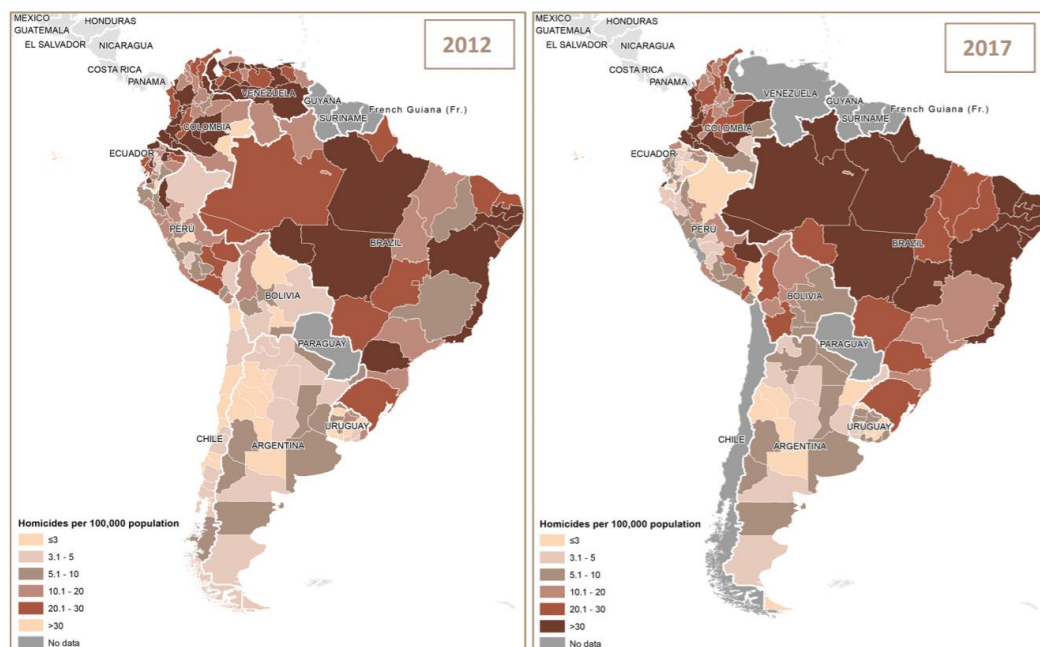 2012
MEXICO
HONDURAS
GUATEMALA
EL SALVADOR
NICARAGUA
COSTA RICA
PANAMA
VENEZUELA
GUYANA
SURINAME
French Guiana (Fr.)
COLOMBIA
ECUADOR
PERU
BRAZIL
BOLIVIA
PARAGUAY
CHILE
URUGUAY
ARGENTINA
Homicides per 100,000 population
≤3
3.1 - 5
5.1 - 10
10.1 - 20
20.1 - 30
>30
No data
2017
MEXICO
HONDURAS
GUATEMALA
EL SALVADOR
NICARAGUA
COSTA RICA
PANAMA
VENEZUELA
GUYANA
SURINAME
French Guiana (Fr.)
COLOMBIA
ECUADOR
PERU
BRAZIL
BOLIVIA
PARAGUAY
CHILE
URUGUAY
ARGENTINA
Homicides per 100,000 population
≤3
3.1 - 5
5.1 - 10
10.1 - 20
20.1 - 30
>30
No data